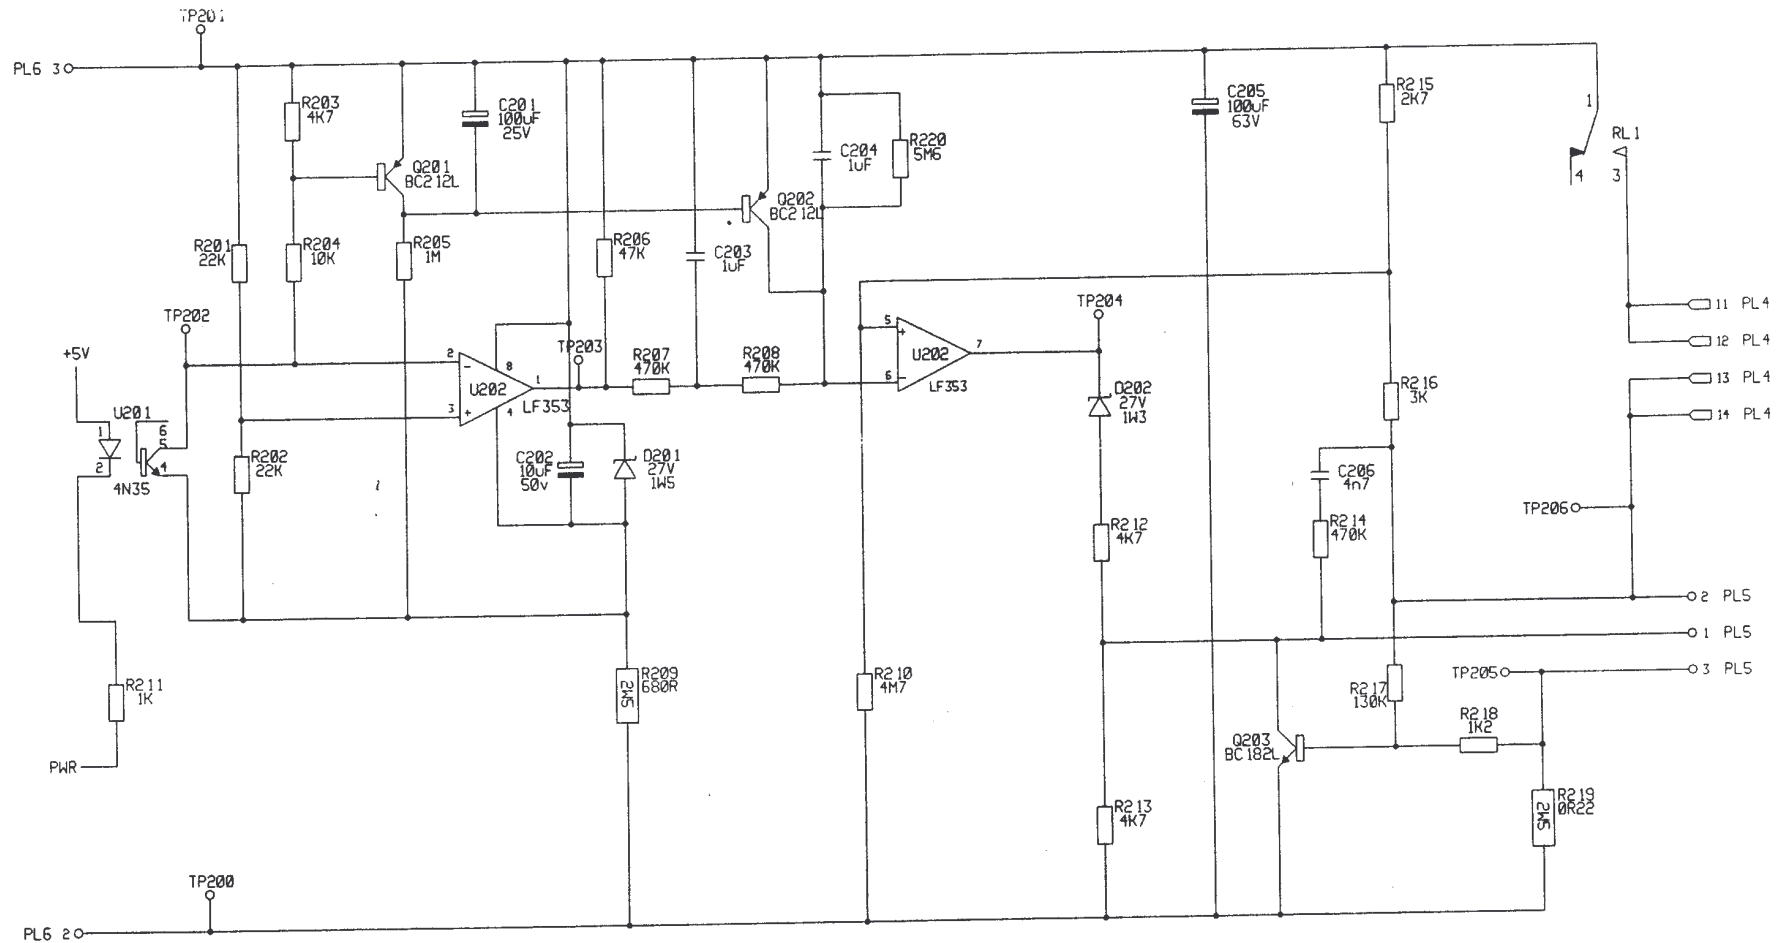 TP201
PL6 3
R203
4K7
C201
100uF
25V
Q201
BC212L
R201
22K
R204
10K
R205
1M
R206
47K
C203
1uF
Q202
BC212L
C204
1uF
R220
5M6
C205
100uF
63V
R215
2K7
1
RL1
4
3
TP202
+5V
U201
1
2
6
5
4
4N35
R202
22K
2
-
3
+
U202
8
4
1
LF353
TP203
R207
470K
R208
470K
C202
10uF
50v
D201
27V
1W5
5
+
6
-
U202
7
LF353
TP204
D202
27V
1W3
R212
4K7
R216
3K
C206
4n7
R214
470K
11 PL4
12 PL4
13 PL4
14 PL4
TP206
2 PL5
1 PL5
3 PL5
TP205
R211
1K
PWR
R209
680R
2W5
R210
4M7
R217
130K
R218
1K2
Q203
BC182L
R213
4K7
R219
0R22
2W5
TP200
PL6 2